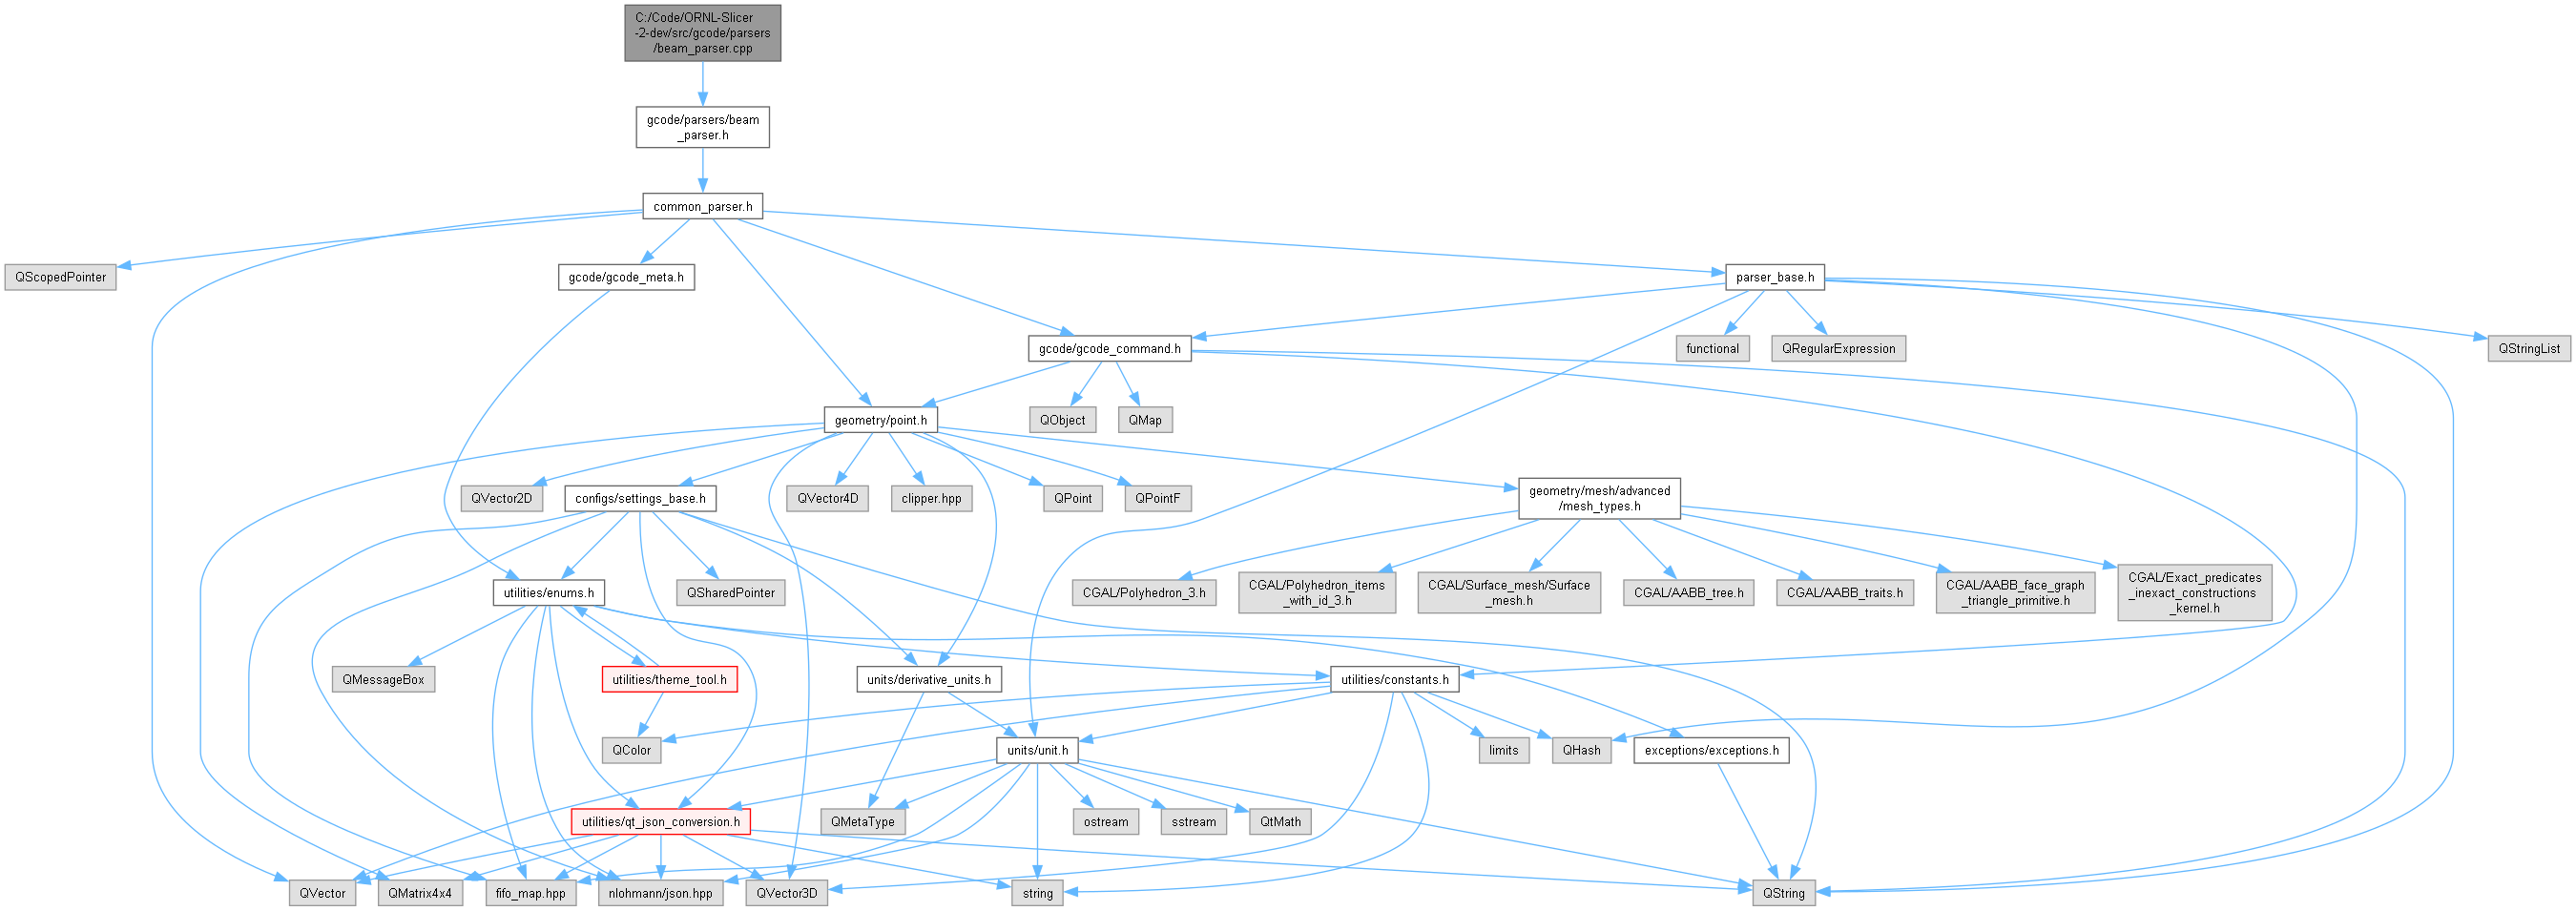 C:/Code/ORNL-Slicer
-2-dev/src/gcode/parsers
/beam_parser.cpp
gcode/parsers/beam
_parser.h
common_parser.h
QScopedPointer
gcode/gcode_meta.h
parser_base.h
gcode/gcode_command.h
functional
QRegularExpression
QStringList
geometry/point.h
QObject
QMap
QVector2D
configs/settings_base.h
QVector4D
clipper.hpp
QPoint
QPointF
geometry/mesh/advanced
/mesh_types.h
utilities/enums.h
QSharedPointer
CGAL/Polyhedron_3.h
CGAL/Polyhedron_items
_with_id_3.h
CGAL/Surface_mesh/Surface
_mesh.h
CGAL/AABB_tree.h
CGAL/AABB_traits.h
CGAL/AABB_face_graph
_triangle_primitive.h
CGAL/Exact_predicates
_inexact_constructions
_kernel.h
QMessageBox
utilities/theme_tool.h
units/derivative_units.h
utilities/constants.h
QColor
units/unit.h
limits
QHash
exceptions/exceptions.h
utilities/qt_json_conversion.h
QMetaType
ostream
sstream
QtMath
QVector
QMatrix4x4
fifo_map.hpp
nlohmann/json.hpp
QVector3D
string
QString